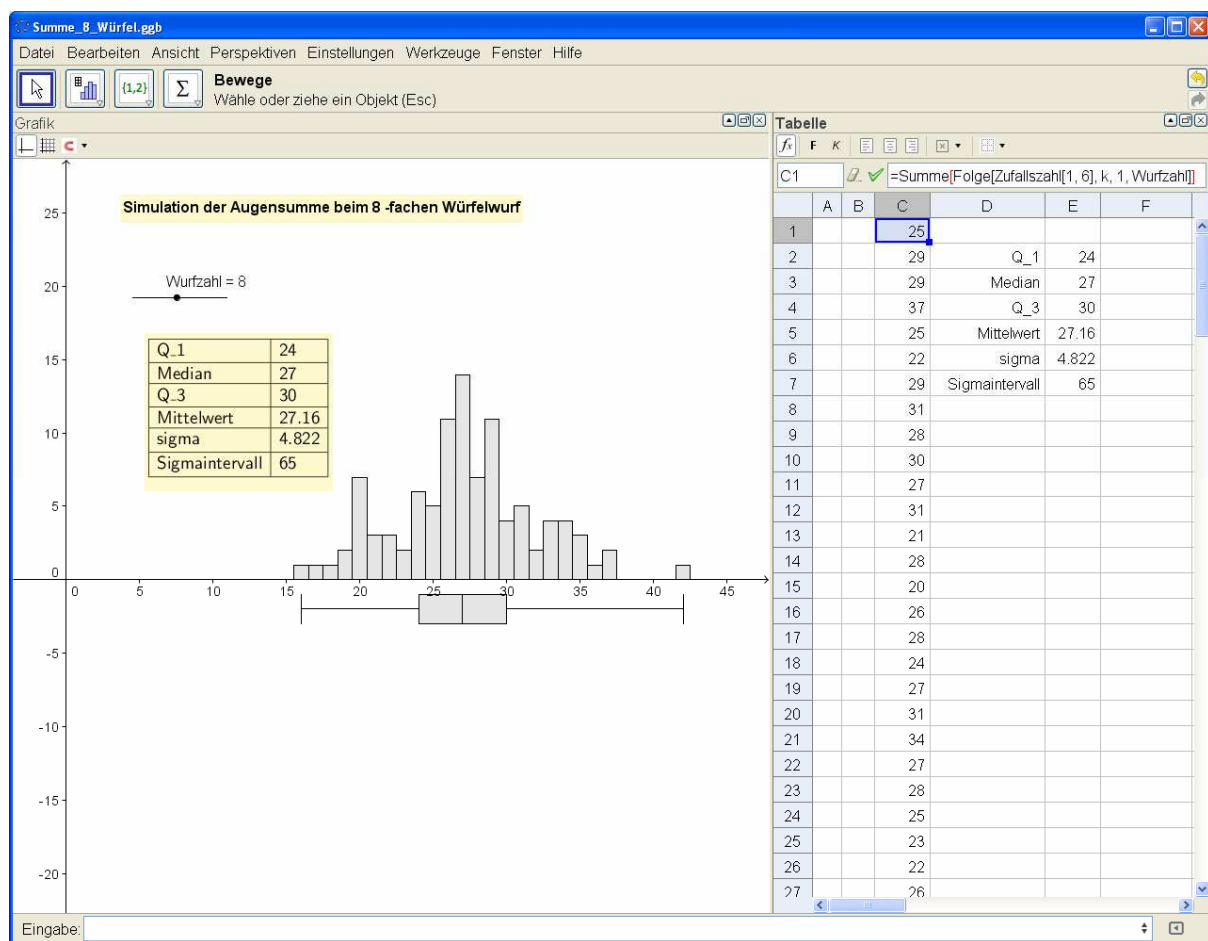 Summe_8_Würfel.ggb
Datei Bearbeiten Ansicht Perspektiven Einstellungen Werkzeuge Fenster Hilfe
{1,2} Σ Bewege
Wähle oder ziehe ein Objekt (Esc)
Grafik
Simulation der Augensumme beim 8 -fachen Würfelwurf
Wurfzahl = 8
Q_1 24
Median 27
Q_3 30
Mittelwert 27.16
sigma 4.822
Sigmaintervall 65
25
20
15
10
5
0
-5
-10
-15
-20
0 5 10 15 20 25 30 35 40 45
Tabelle
fx F K
C1 =Summe[Folge[Zufallszahl[1, 6], k, 1, Wurfzahl]]
A B C D E F
1 25
2 29 Q_1 24
3 29 Median 27
4 37 Q_3 30
5 25 Mittelwert 27.16
6 22 sigma 4.822
7 29 Sigmaintervall 65
8 31
9 28
10 30
11 27
12 31
13 21
14 28
15 20
16 26
17 28
18 24
19 27
20 31
21 34
22 27
23 28
24 25
25 23
26 22
27 26
Eingabe: